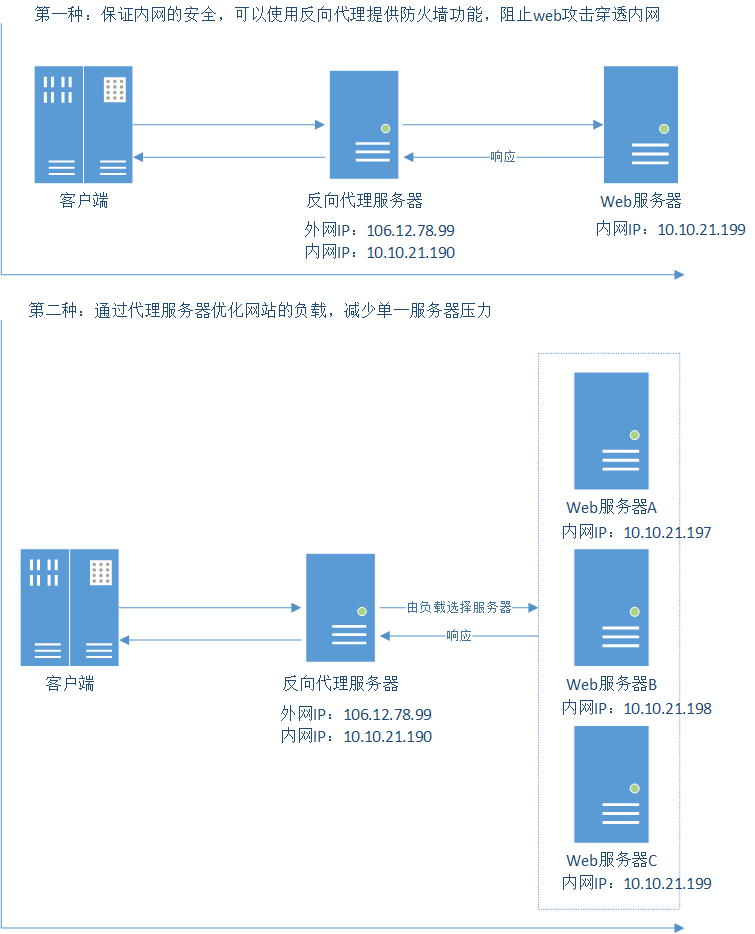 第一种：保证内网的安全，可以使用反向代理提供防火墙功能，阻止web攻击穿透内网
响应
客户端
反向代理服务器
Web服务器
外网IP：106.12.78.99
内网IP：10.10.21.199
内网IP：10.10.21.190
第二种：通过代理服务器优化网站的负载，减少单一服务器压力
Web服务器A
内网IP：10.10.21.197
由负载选择服务器
响应
客户端
反向代理服务器
Web服务器B
外网IP：106.12.78.99
内网IP：10.10.21.198
内网IP：10.10.21.190
Web服务器C
内网IP：10.10.21.199